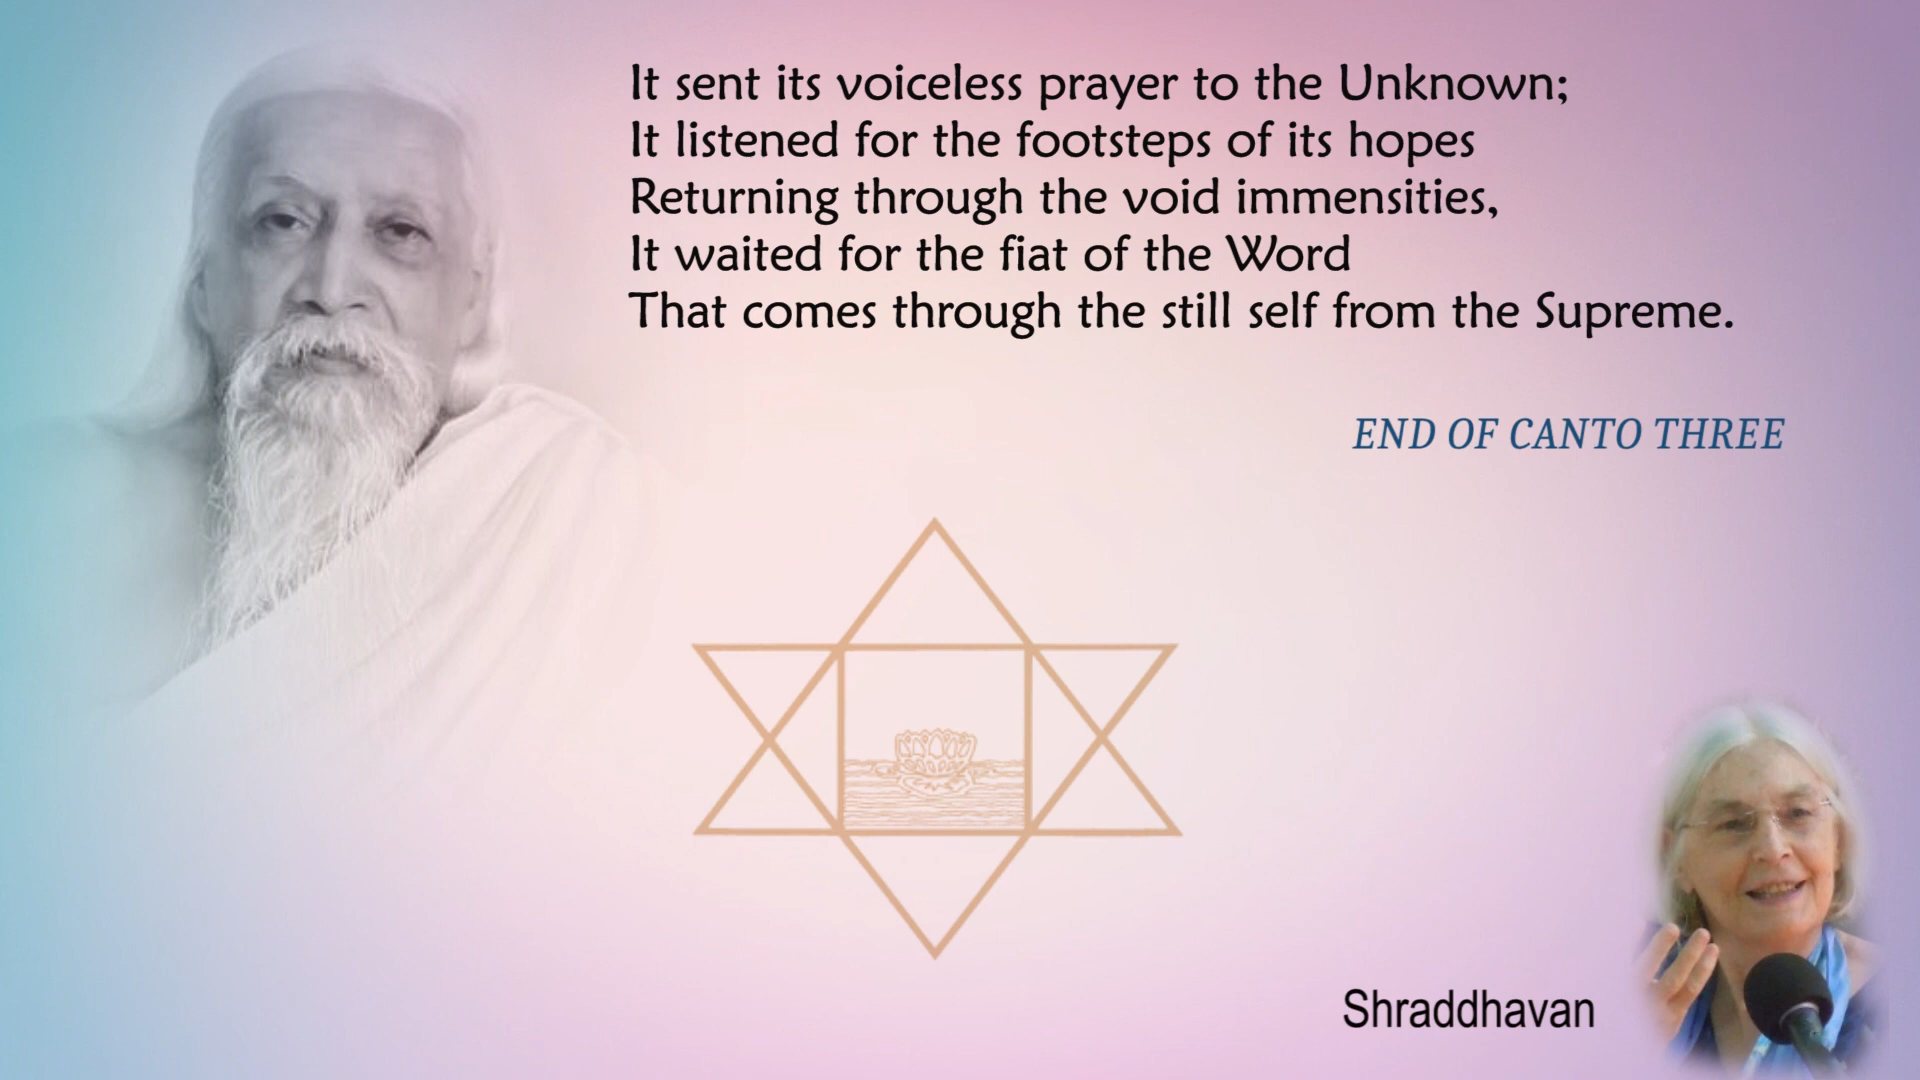 It sent its voiceless prayer to the Unknown;
It listened for the footsteps of its hopes
Returning through the void immensities,
It waited for the fiat of the Word
That comes through the still self from the Supreme.
END OF CANTO THREE
Shraddhavan